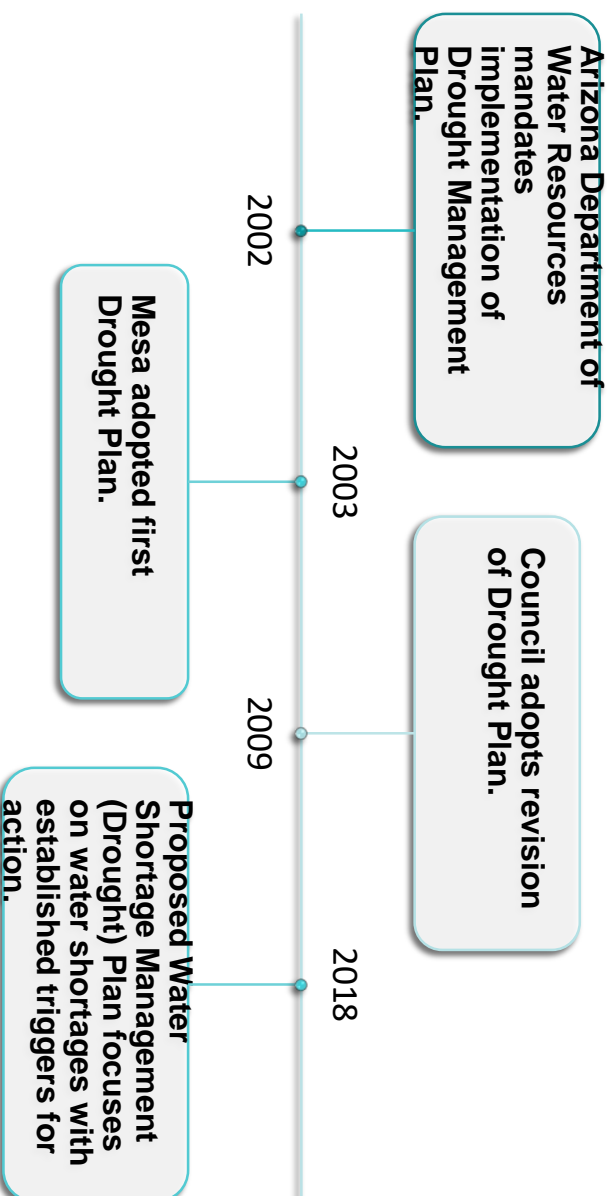 Arizona Department of
Water Resources
mandates
implementation of
Drought Management
Plan.
2002
Mesa adopted first
Drought Plan.
2003
Council adopts revision
of Drought Plan.
2009
Proposed Water
Shortage Management
(Drought) Plan focuses
on water shortages with
established triggers for
action.
2018